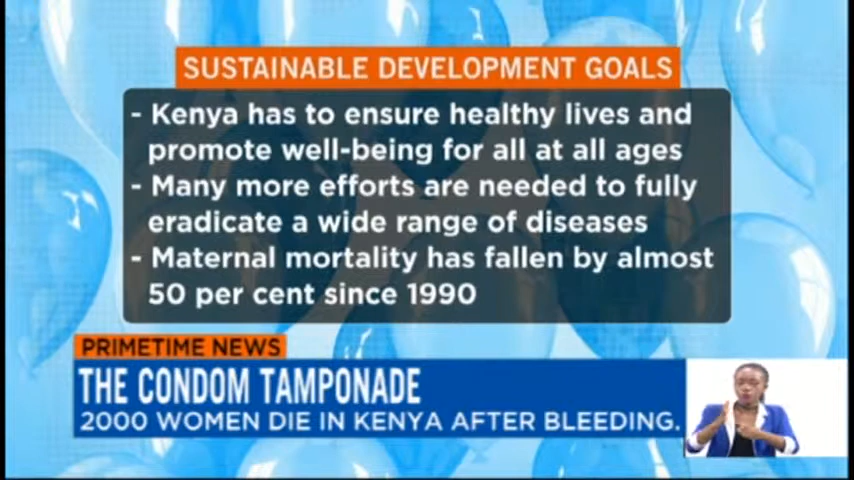 SUSTAINABLE DEVELOPMENT GOALS
- Kenya has to ensure healthy lives and
promote well-being for all at all ages
- Many more efforts are needed to fully
eradicate a wide range of diseases
- Maternal mortality has fallen by almost
50 per cent since 1990
PRIMETIME NEWS
THE CONDOM TAMPONADE
2000 WOMEN DIE IN KENYA AFTER BLEEDING.